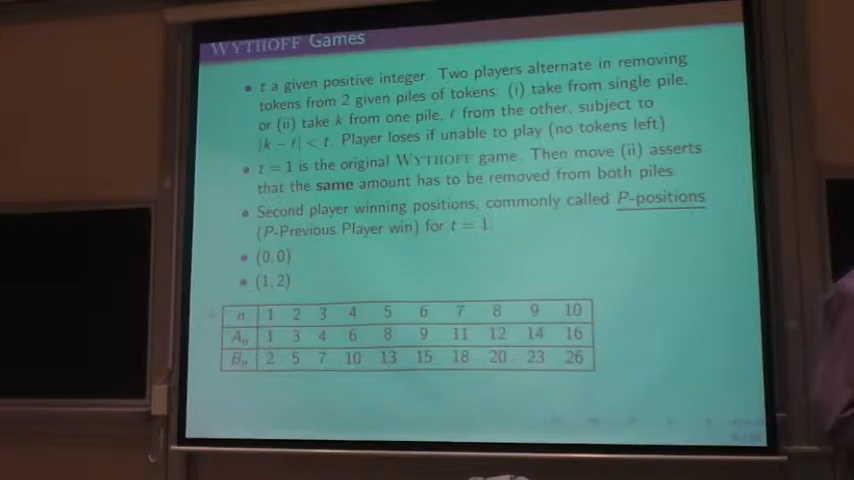 WYTHOFF Games
• t a given positive integer. Two players alternate in removing
tokens from 2 given piles of tokens: (i) take from single pile,
or (ii) take k from one pile, ℓ from the other, subject to
|k − ℓ| < t. Player loses if unable to play (no tokens left)
• t = 1 is the original WYTHOFF game. Then move (ii) asserts
that the same amount has to be removed from both piles.
• Second player winning positions, commonly called P-positions
(P-Previous Player win) for t = 1.
• (0,0)
• (1,2)
n 1 2 3 4 5 6 7 8 9 10
Aₙ 1 3 4 6 8 9 11 12 14 16
Bₙ 2 5 7 10 13 15 18 20 23 26